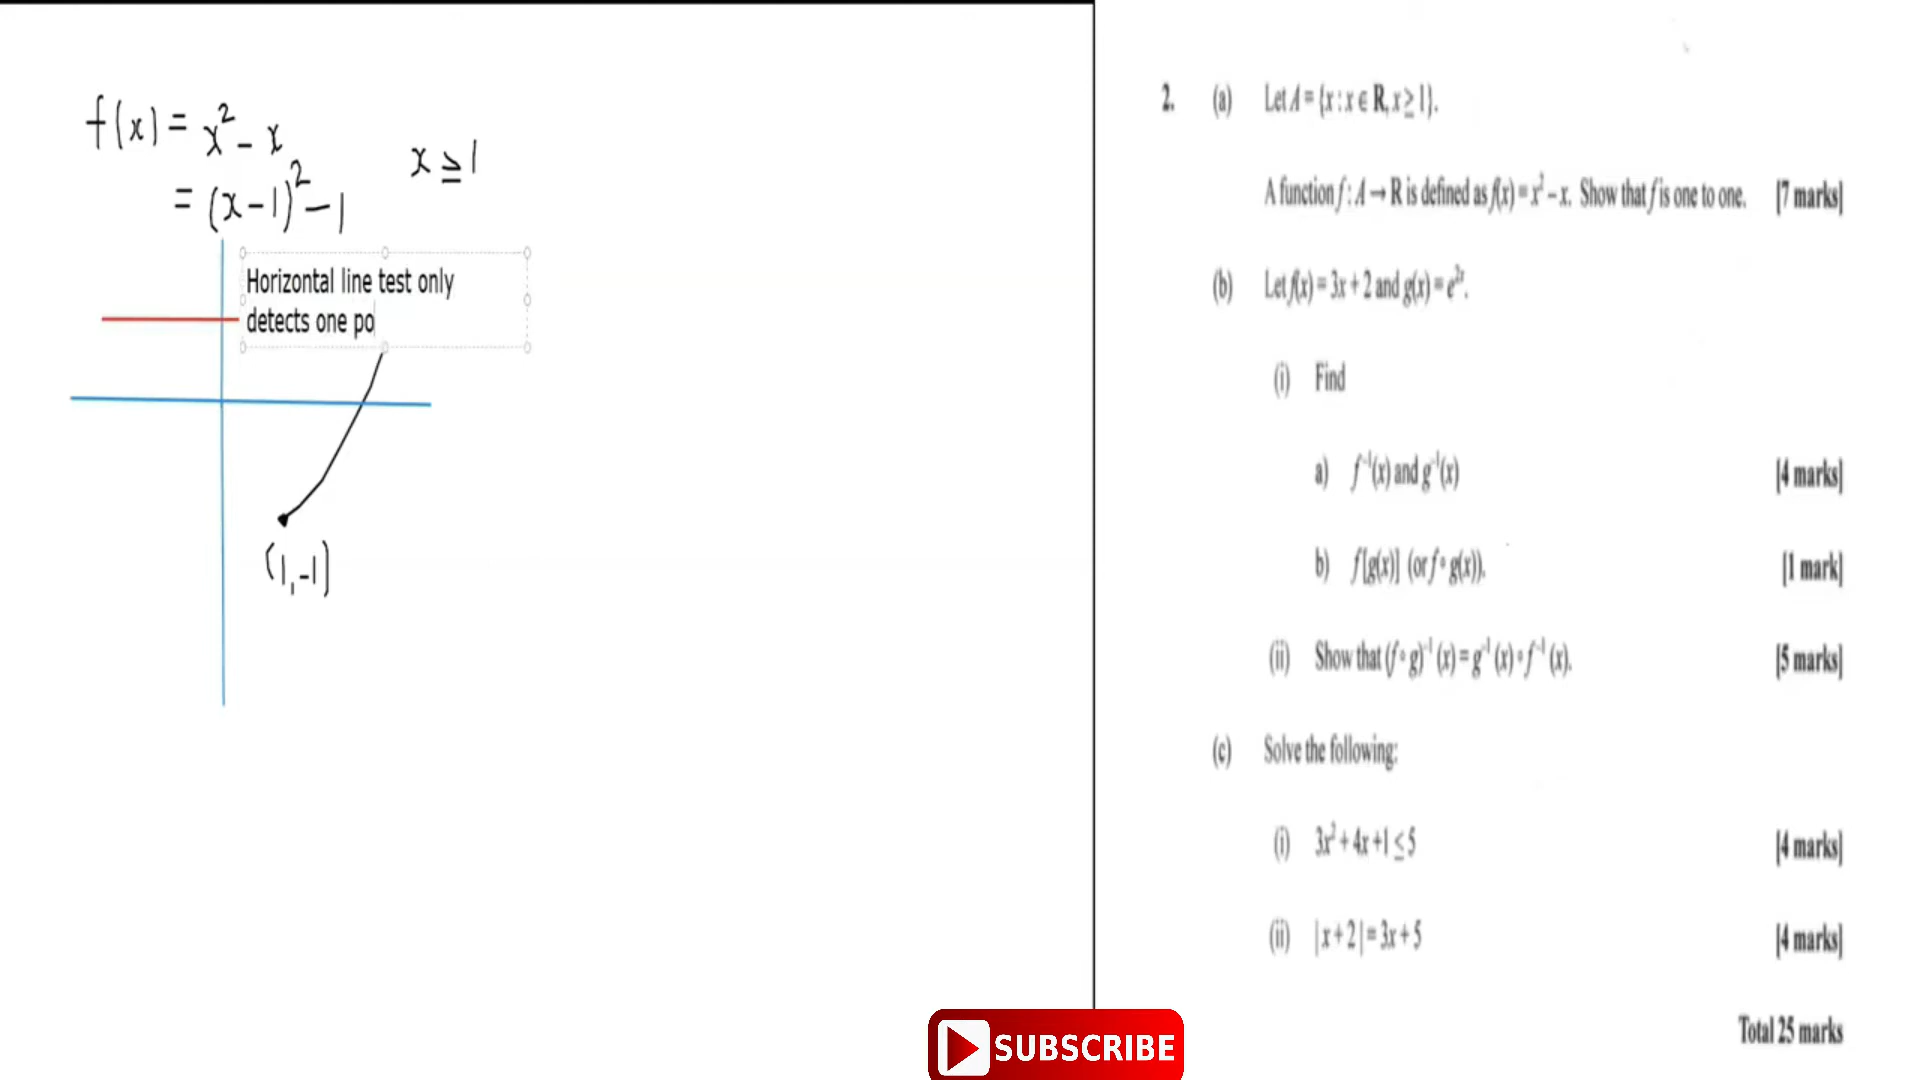 f(x) = x² - x
x ≥ 1
= (x-1)² - 1
Horizontal line test only
detects one po
(1,-1)
2. (a) Let A = {x : x ∈ R, x ≥ 1}.
A function f : A → R is defined as f(x) = x² – x. Show that f is one to one. [7 marks]
(b) Let f(x) = 3x + 2 and g(x) = e²ˣ.
(i) Find
a) f⁻¹(x) and g⁻¹(x) [4 marks]
b) f[g(x)] (or f ∘ g(x)). [1 mark]
(ii) Show that (f ∘ g)⁻¹ (x) = g⁻¹ (x) ∘ f⁻¹ (x). [5 marks]
(c) Solve the following:
(i) 3x² + 4x + 1 ≤ 5 [4 marks]
(ii) | x + 2 | = 3x + 5 [4 marks]
Total 25 marks
SUBSCRIBE